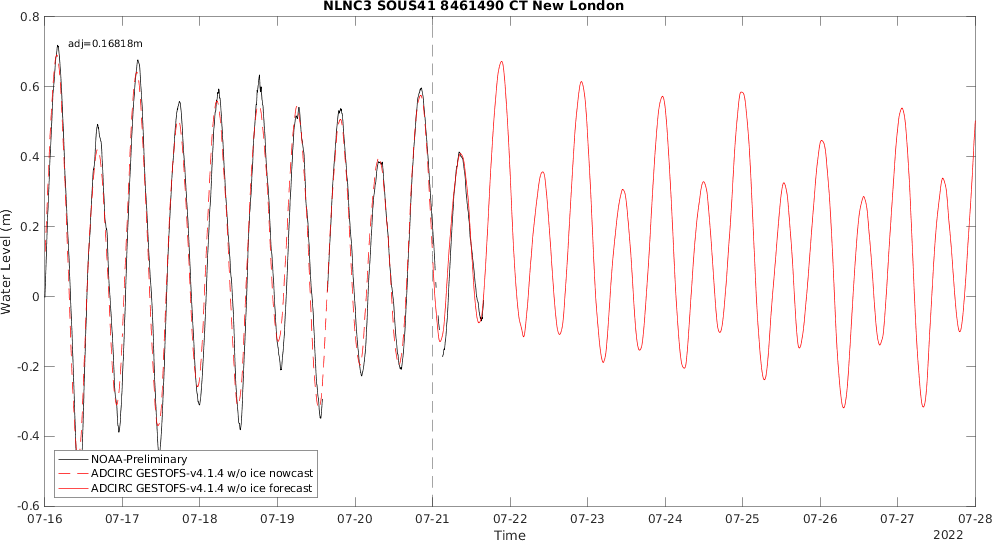 NLNC3 SOUS41 8461490 CT New London
adj=0.16818m
0.8
0.6
0.4
0.2
0
-0.2
-0.4
-0.6
Water Level (m)
NOAA-Preliminary
ADCIRC GESTOFS-v4.1.4 w/o ice nowcast
ADCIRC GESTOFS-v4.1.4 w/o ice forecast
07-16 07-17 07-18 07-19 07-20 07-21 07-22 07-23 07-24 07-25 07-26 07-27 07-28
Time
2022